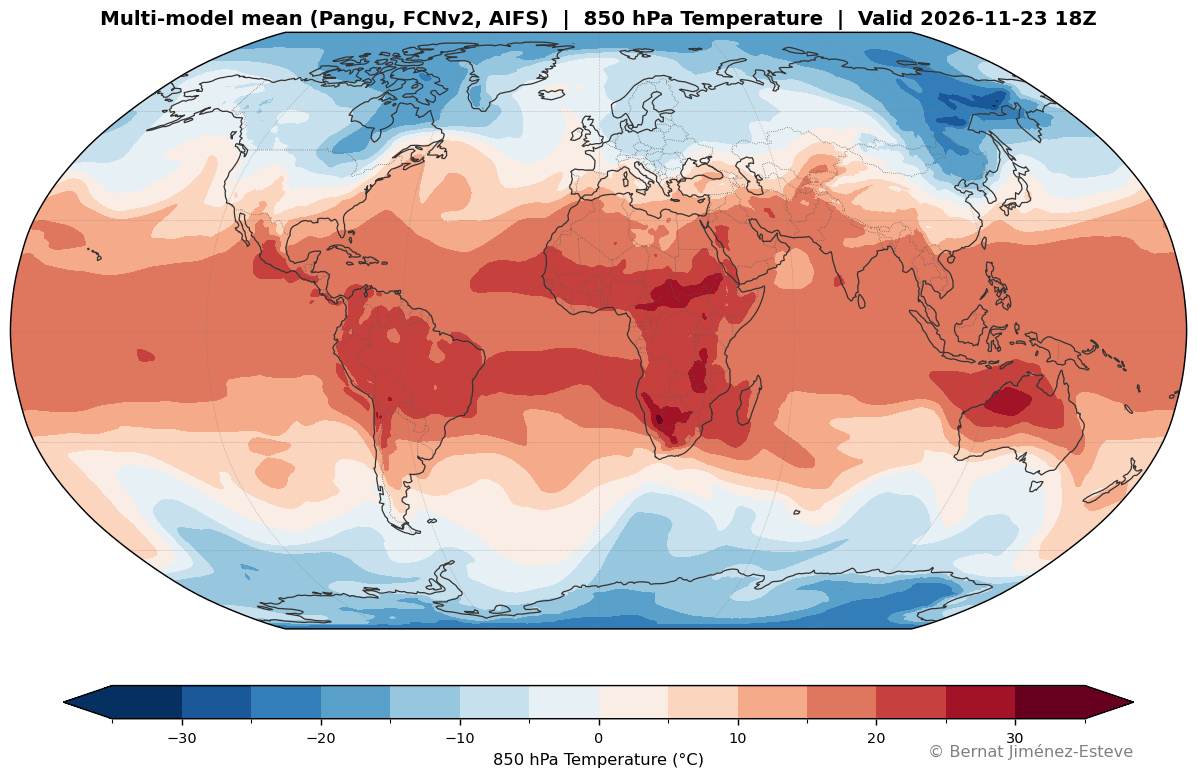 Multi-model mean (Pangu, FCNv2, AIFS)  |  850 hPa Temperature  |  Valid 2026-11-23 18Z
−30 −20 −10 0 10 20 30
850 hPa Temperature (°C)
© Bernat Jiménez-Esteve